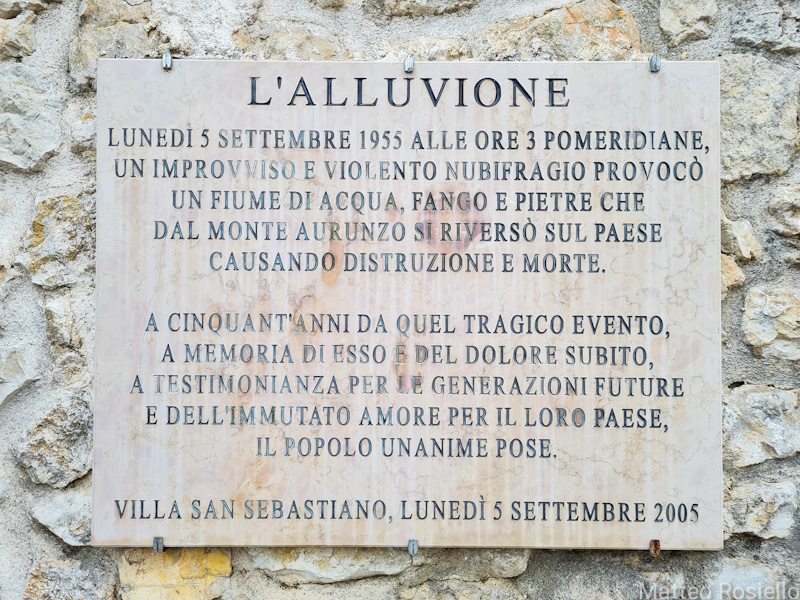 L'ALLUVIONE
LUNEDÌ 5 SETTEMBRE 1955 ALLE ORE 3 POMERIDIANE,
UN IMPROVVISO E VIOLENTO NUBIFRAGIO PROVOCÒ
UN FIUME DI ACQUA, FANGO E PIETRE CHE
DAL MONTE AURUNZO SI RIVERSÒ SUL PAESE
CAUSANDO DISTRUZIONE E MORTE.
A CINQUANT'ANNI DA QUEL TRAGICO EVENTO,
A MEMORIA DI ESSO E DEL DOLORE SUBITO,
A TESTIMONIANZA PER LE GENERAZIONI FUTURE
E DELL'IMMUTATO AMORE PER IL LORO PAESE,
IL POPOLO UNANIME POSE.
VILLA SAN SEBASTIANO, LUNEDÌ 5 SETTEMBRE 2005
Matteo Rosiello